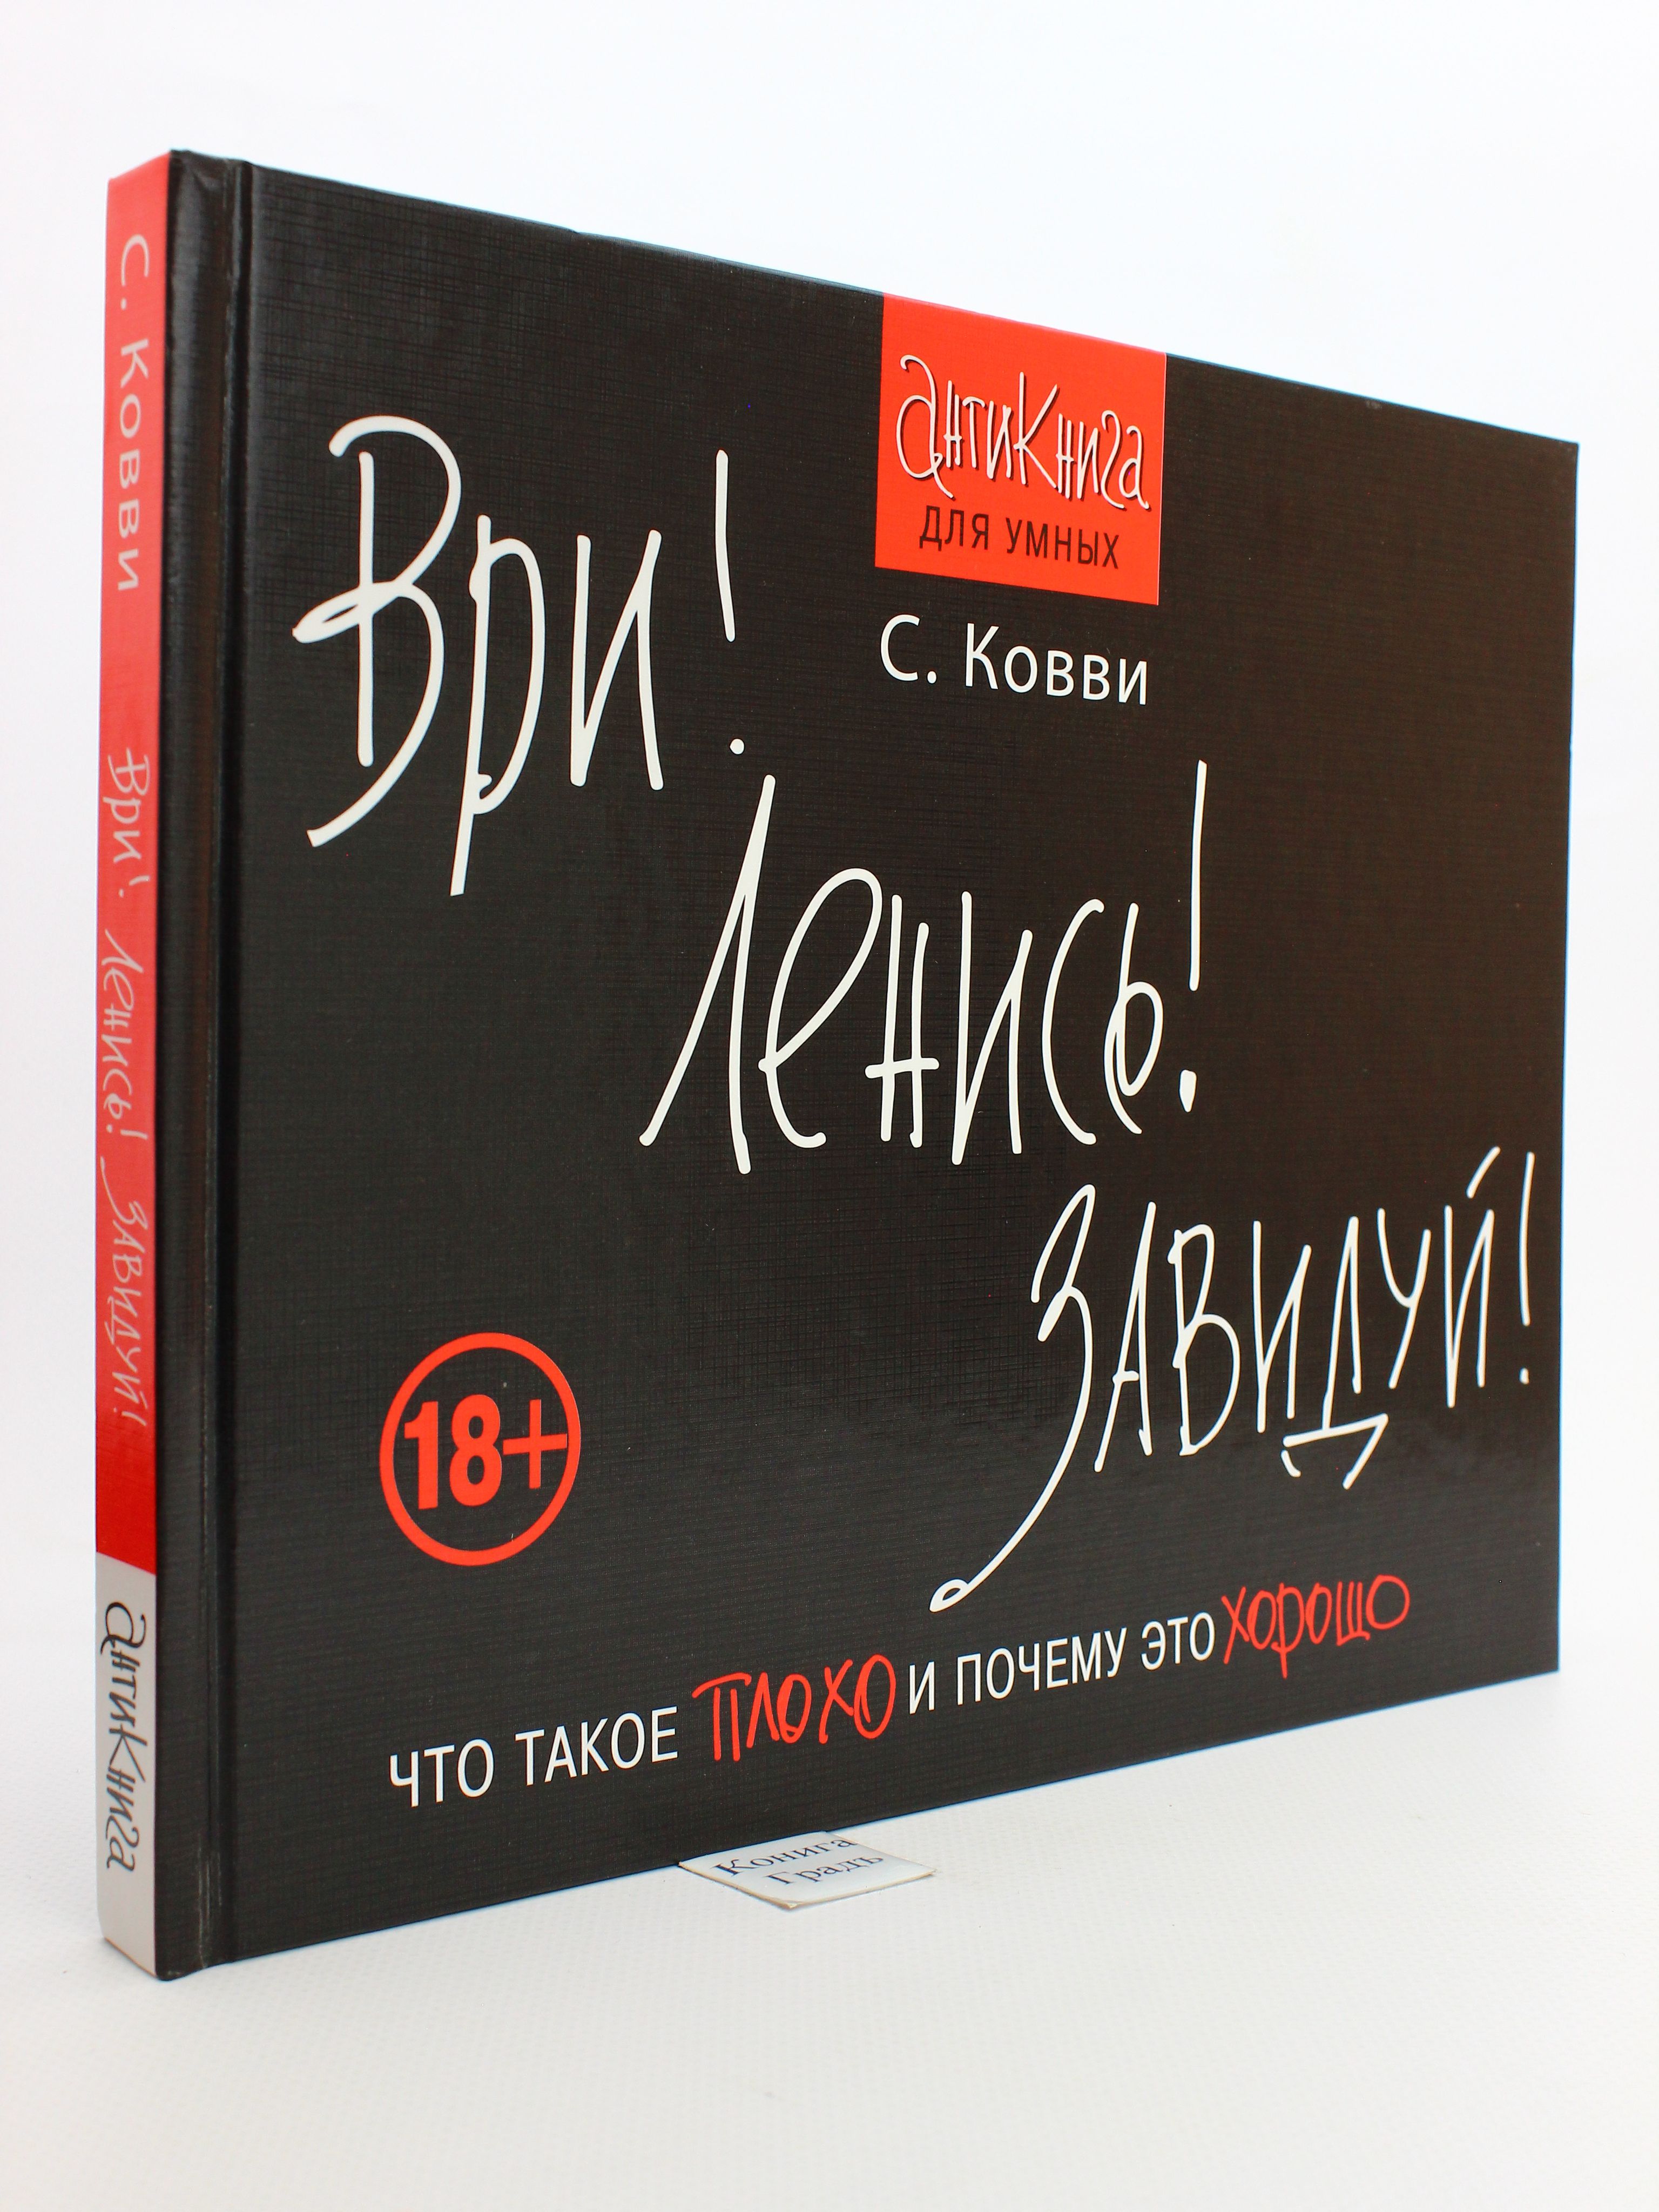 С. Ковви Ври! Ленись! Завидуй! антиКнига
антиКнига
ДЛЯ УМНЫХ
С. Ковви
Ври!
Ленись!
ЗАВИДУЙ!
18+
ЧТО ТАКОЕ ПЛОХО И ПОЧЕМУ ЭТО ХОРОШО
Конига
Градъ